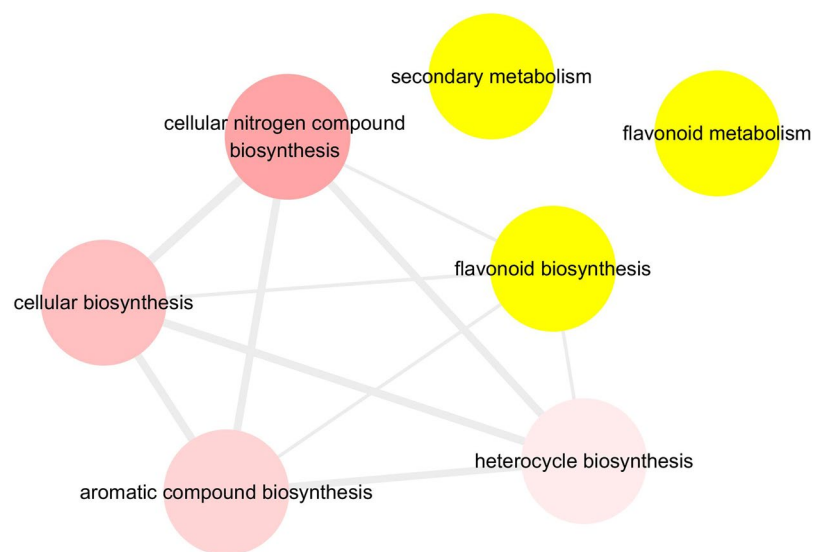 secondary metabolism
cellular nitrogen compound
biosynthesis
flavonoid metabolism
flavonoid biosynthesis
cellular biosynthesis
heterocycle biosynthesis
aromatic compound biosynthesis